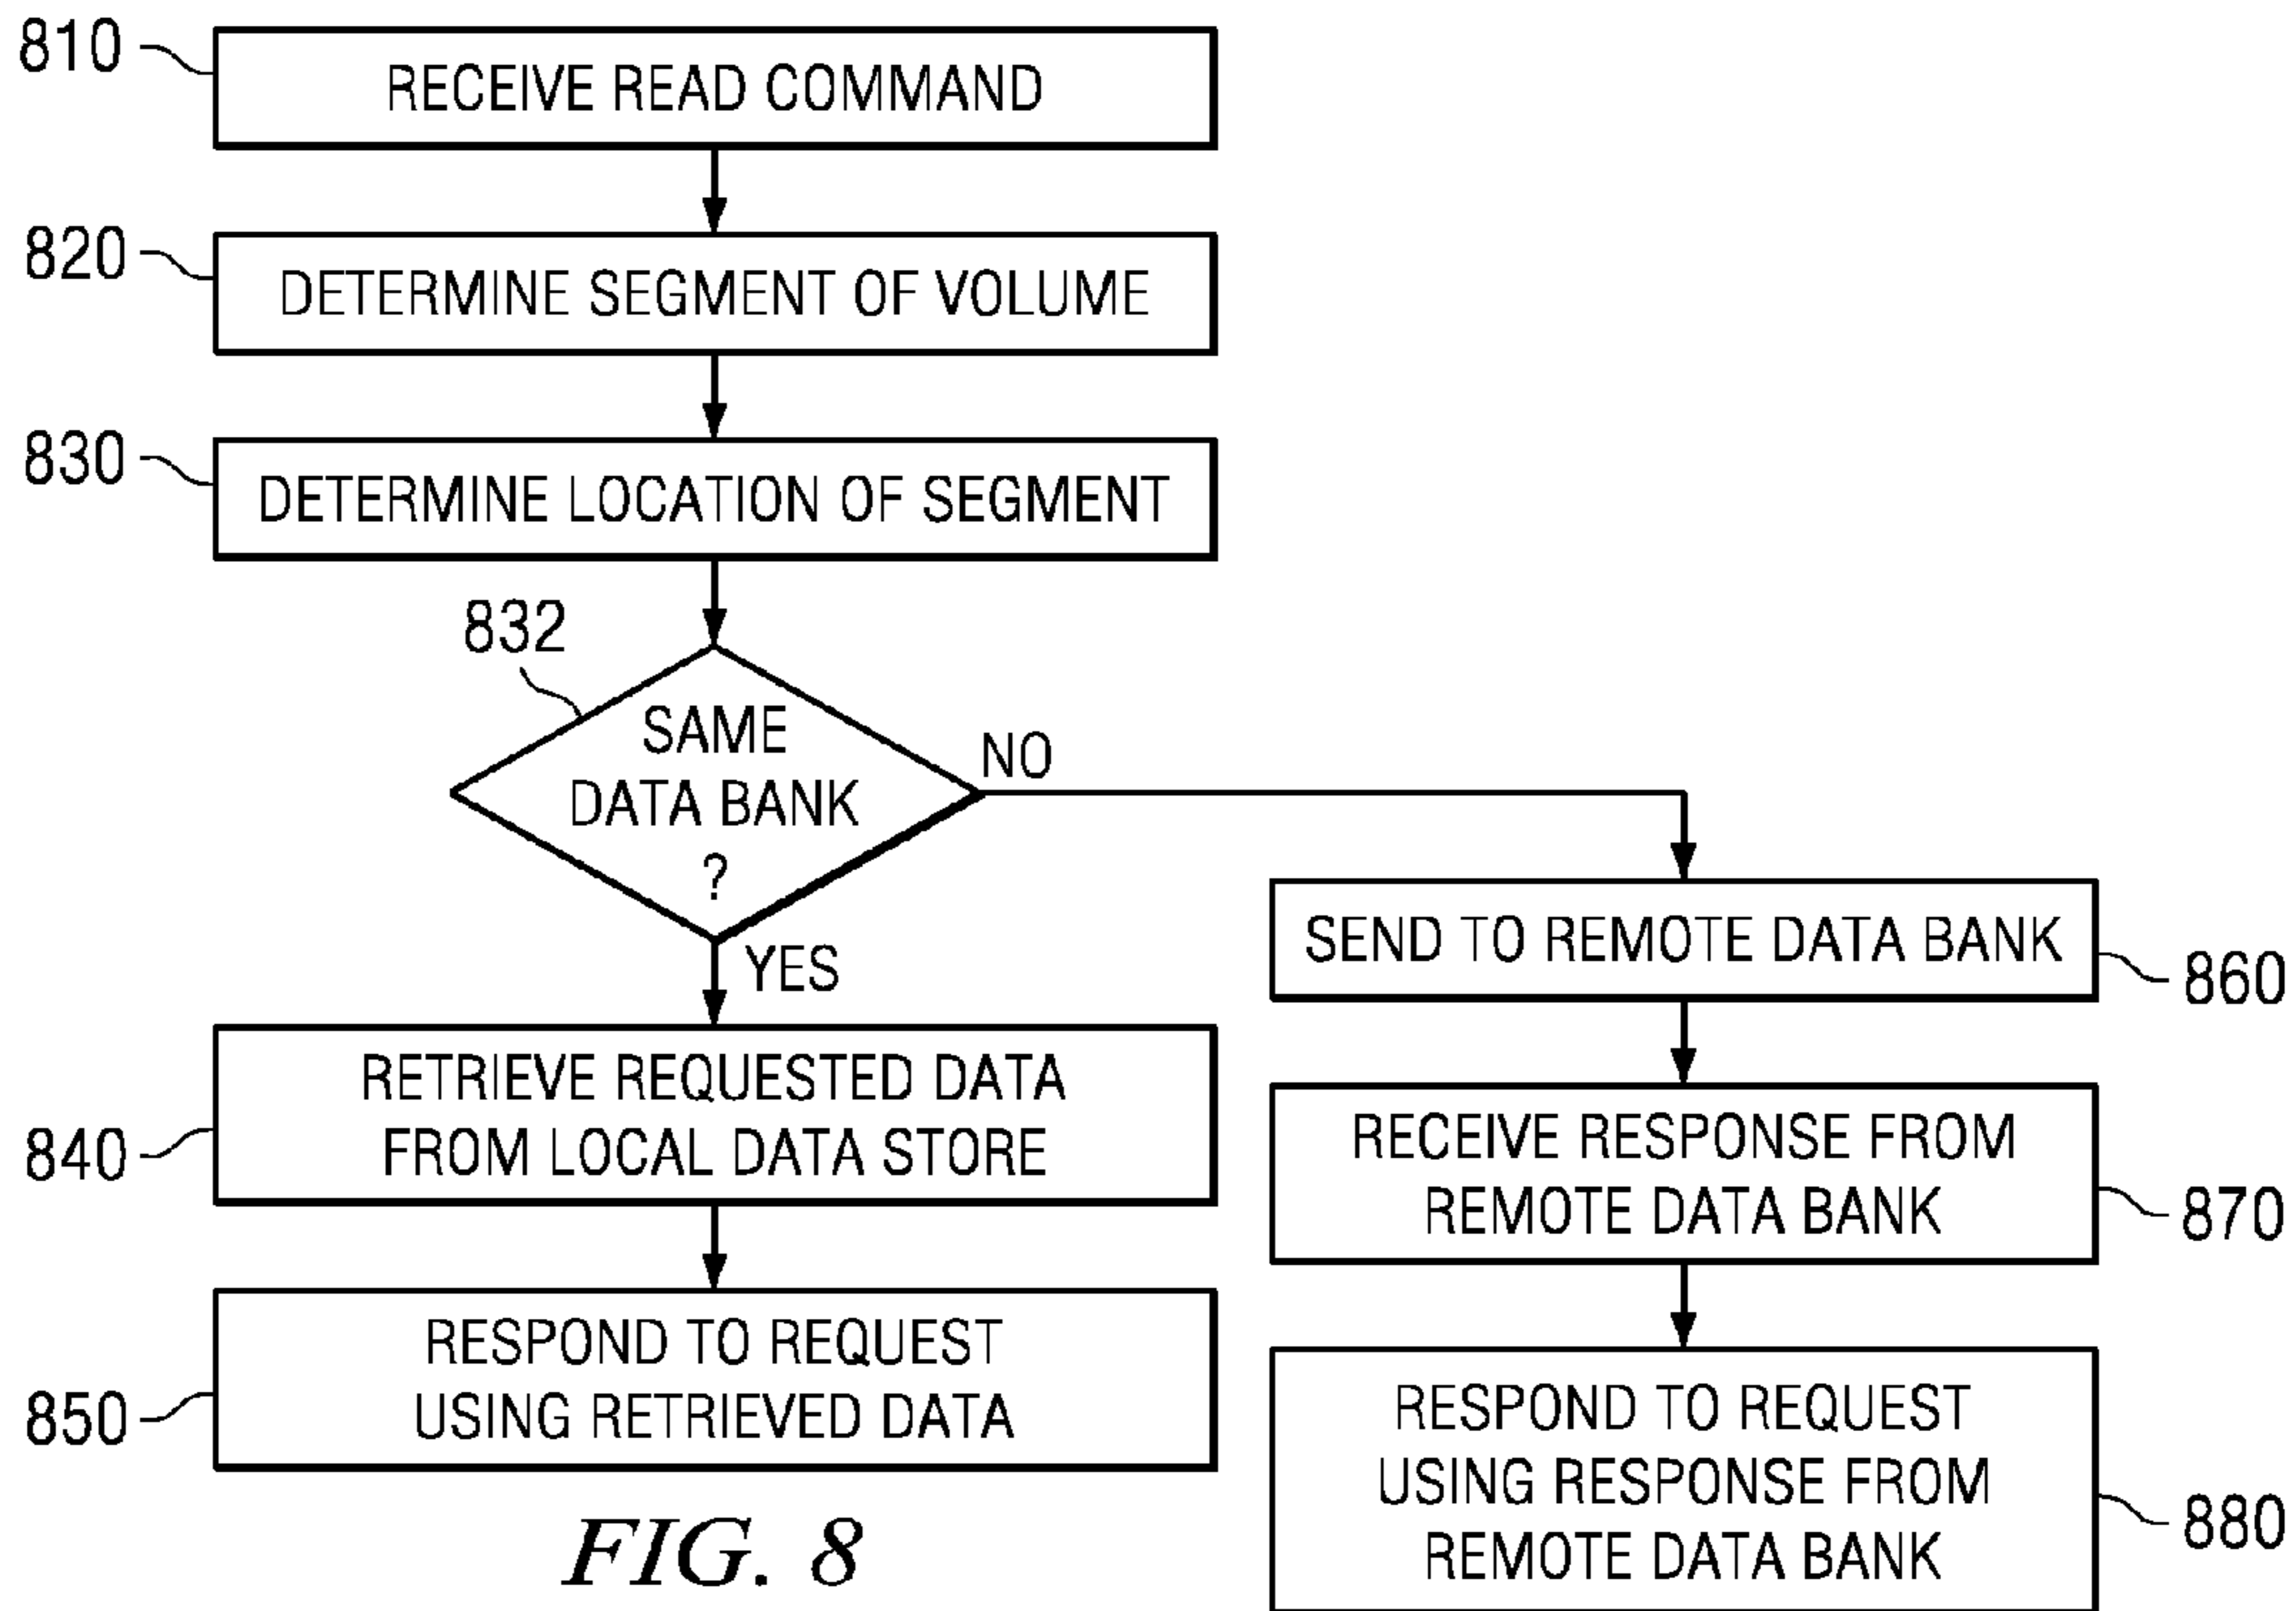 810
RECEIVE READ COMMAND
820
DETERMINE SEGMENT OF VOLUME
830
DETERMINE LOCATION OF SEGMENT
832
SAME
DATA BANK
?
NO
YES
840
RETRIEVE REQUESTED DATA
FROM LOCAL DATA STORE
850
RESPOND TO REQUEST
USING RETRIEVED DATA
SEND TO REMOTE DATA BANK
860
RECEIVE RESPONSE FROM
REMOTE DATA BANK
870
RESPOND TO REQUEST
USING RESPONSE FROM
REMOTE DATA BANK
880
FIG. 8